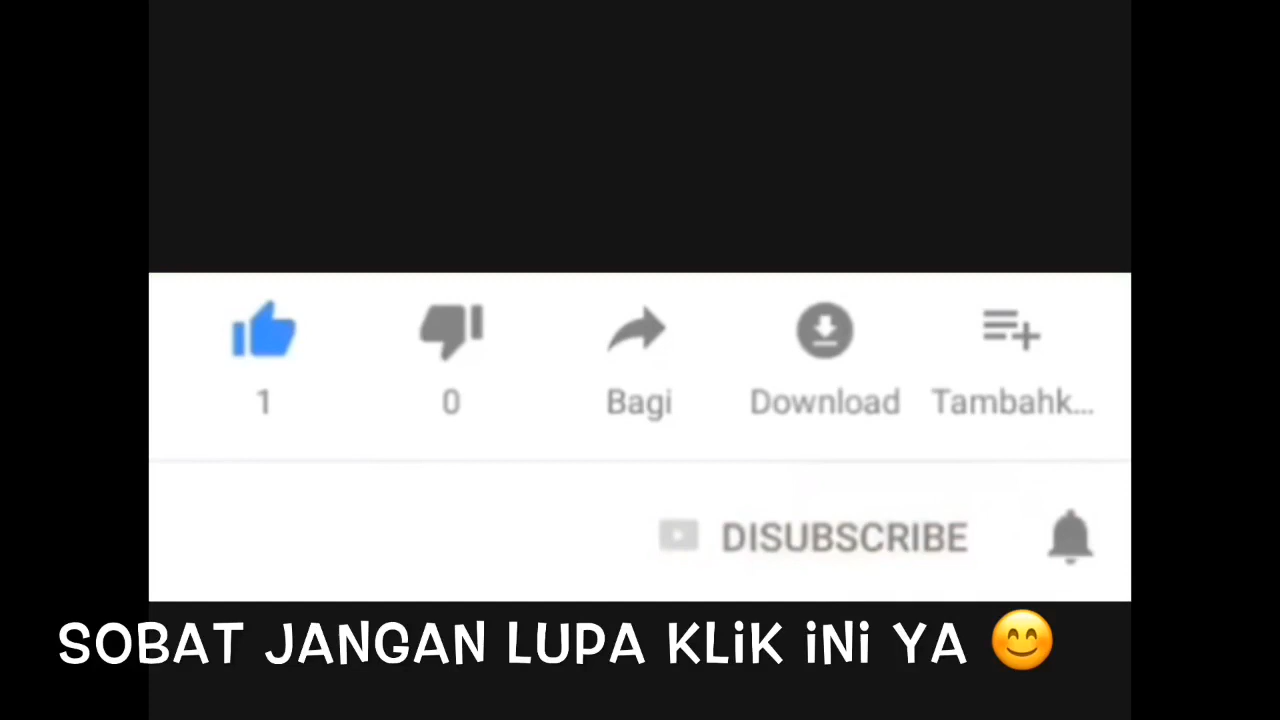 1 0 Bagi Download Tambahk...
DISUBSCRIBE
SOBAT JANGAN LUPA KLiK iNi YA 😊